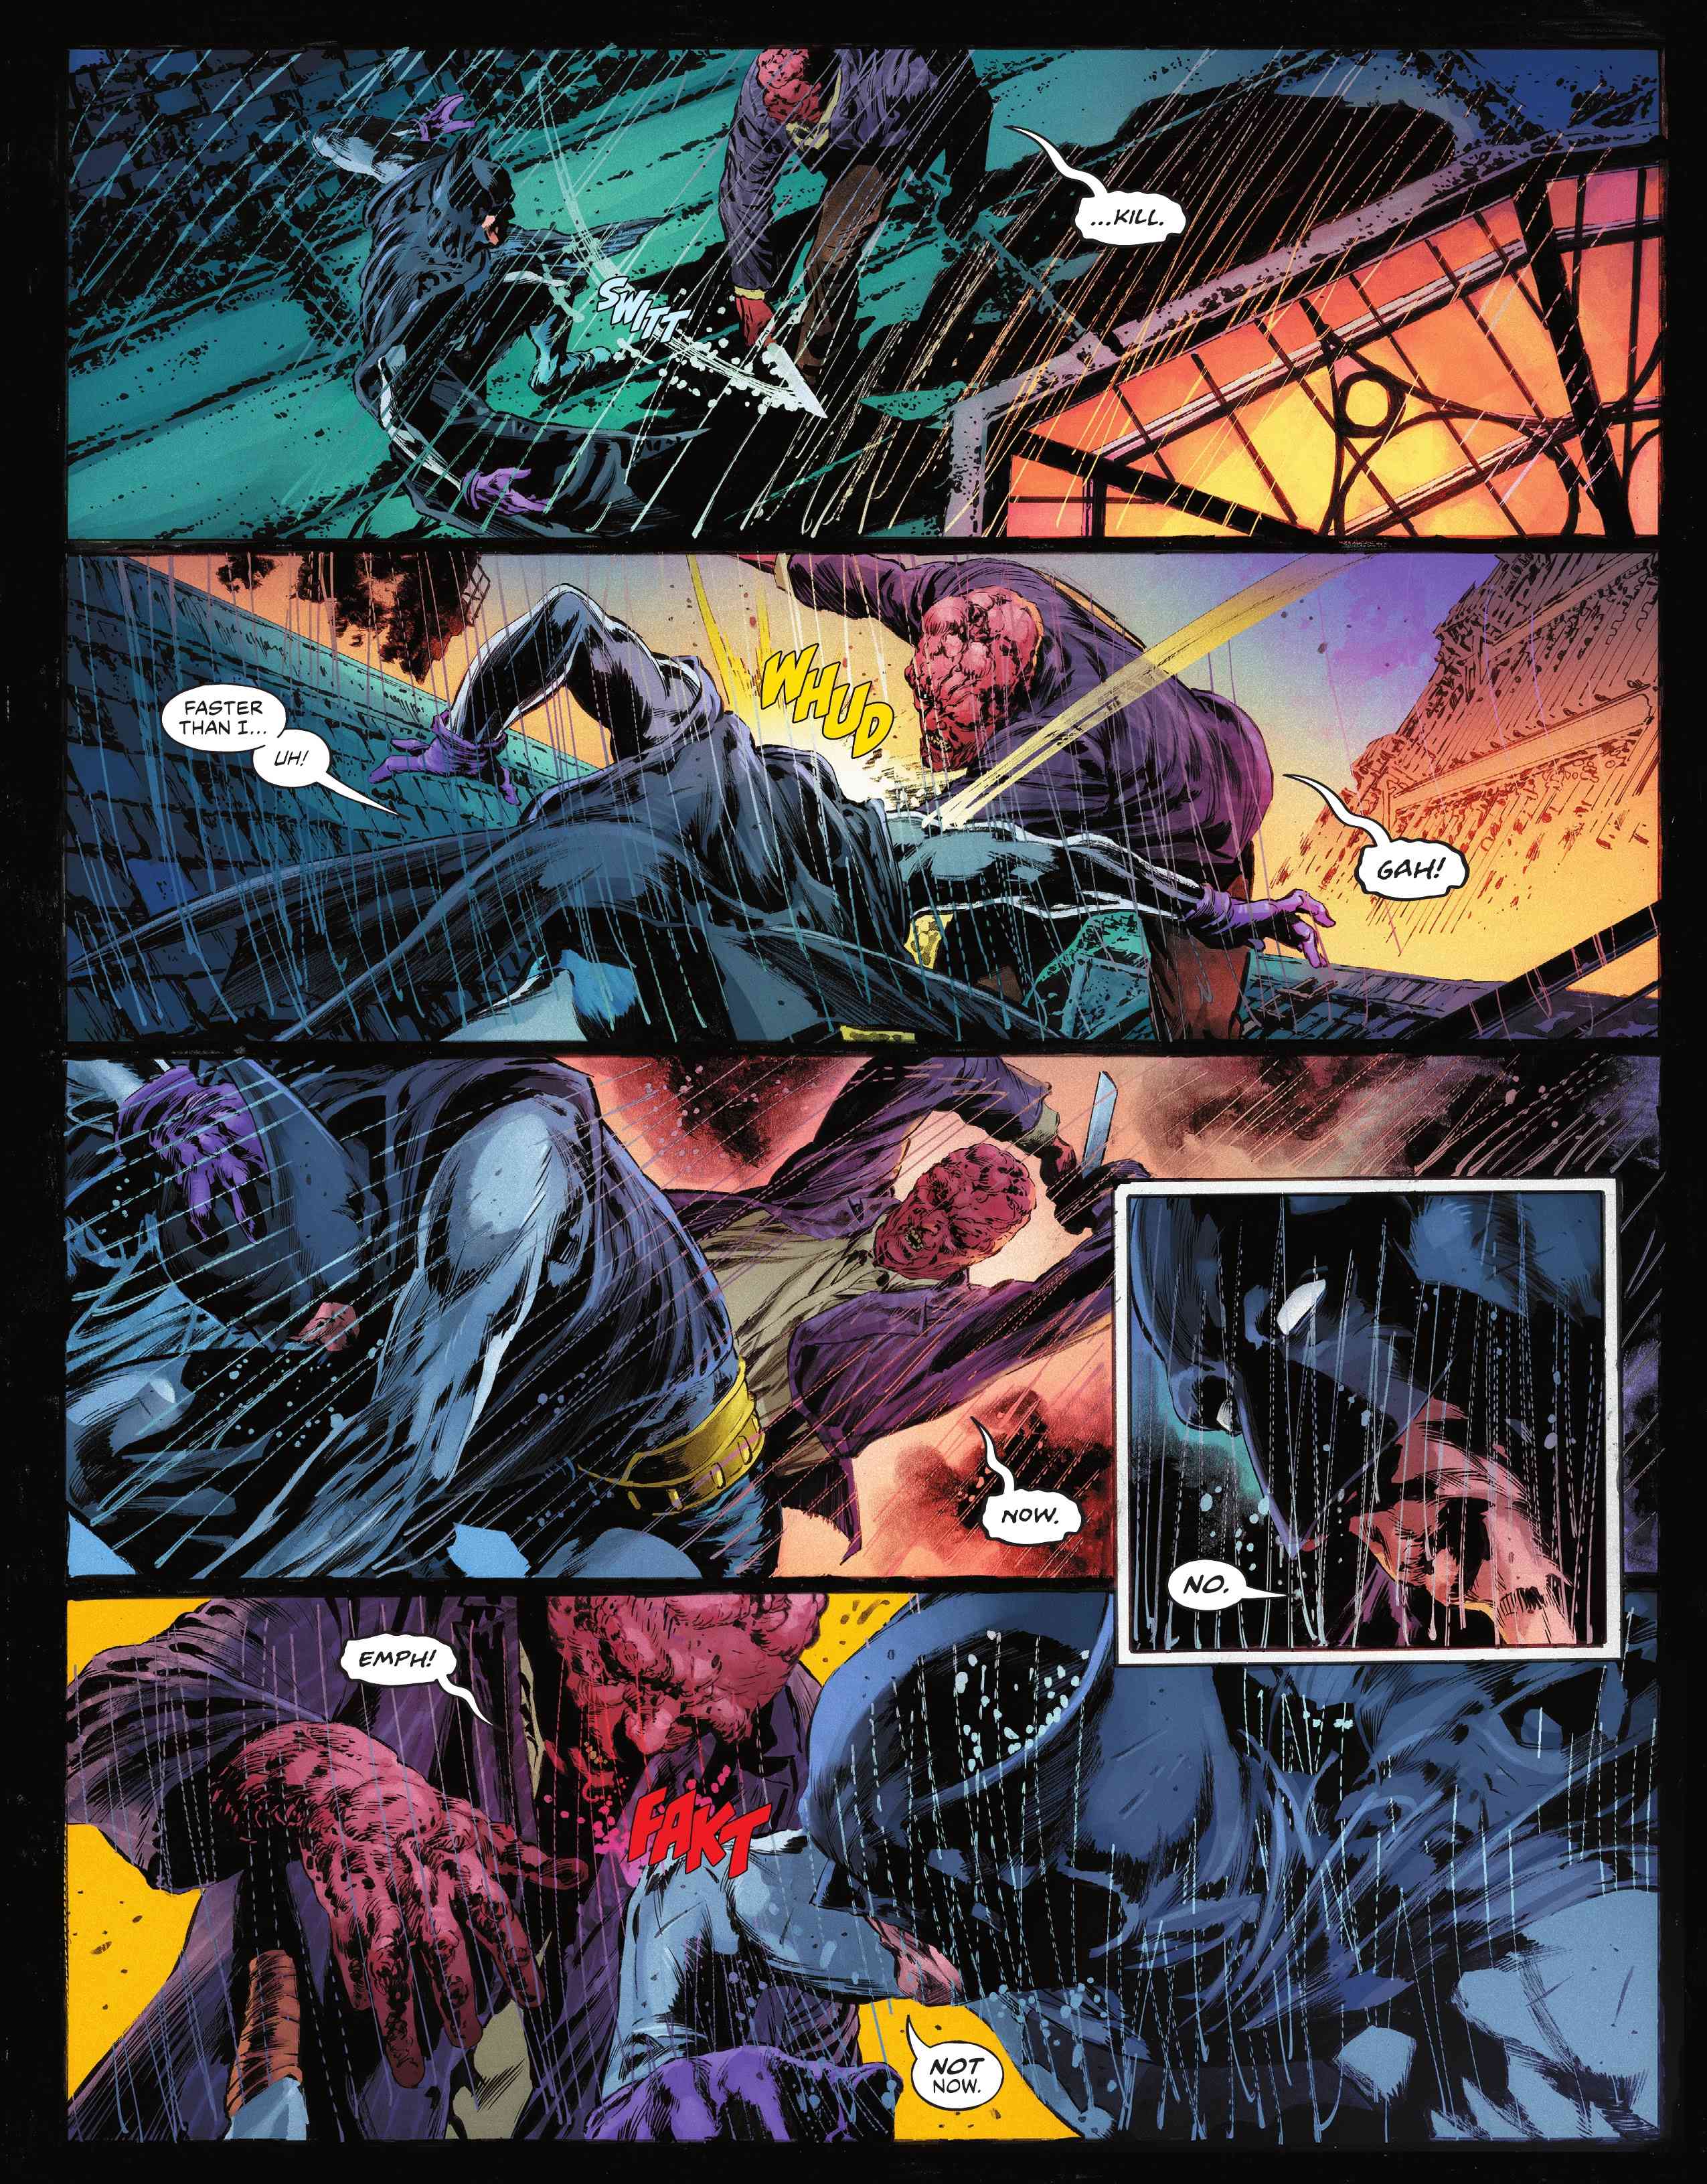 ...KILL.
SWITT
FASTER
THAN I...
UH!
WHUD
GAH!
NOW.
NO.
EMPH!
FAKT
NOT
NOW.